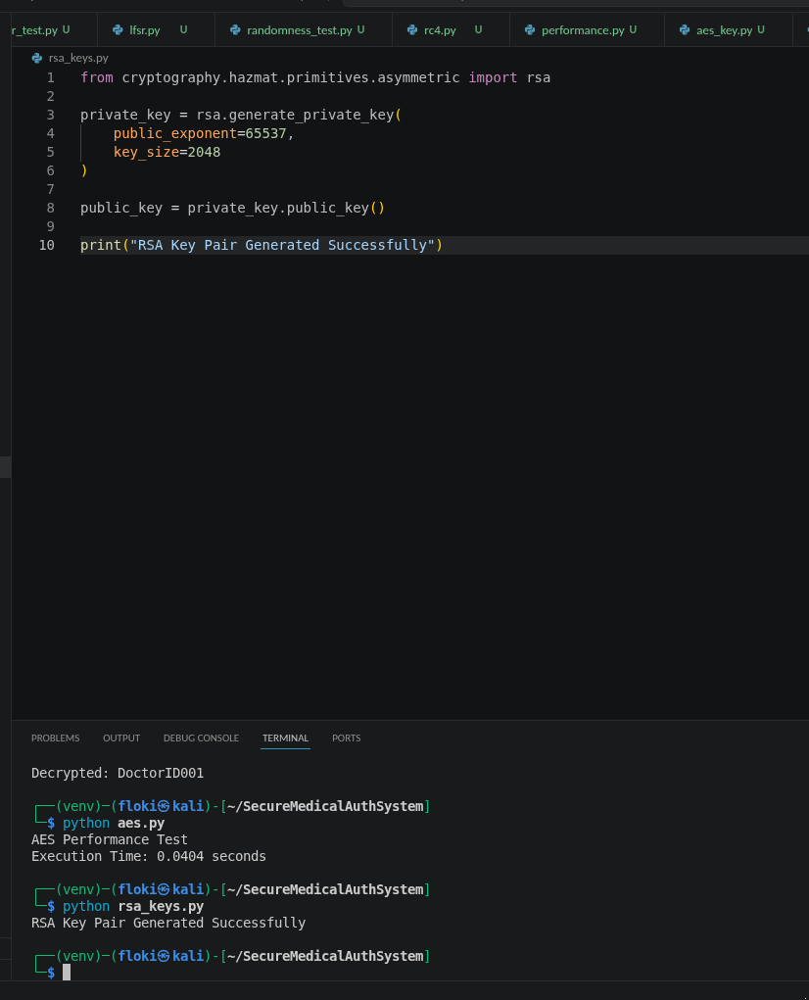 r_test.py U lfsr.py U randomness_test.py U rc4.py U performance.py U aes_key.py U
rsa_keys.py
1 from cryptography.hazmat.primitives.asymmetric import rsa
2
3 private_key = rsa.generate_private_key(
4     public_exponent=65537,
5     key_size=2048
6 )
7
8 public_key = private_key.public_key()
9
10 print("RSA Key Pair Generated Successfully")
PROBLEMS OUTPUT DEBUG CONSOLE TERMINAL PORTS
Decrypted: DoctorID001
┌──(venv)─(floki㉿kali)-[~/SecureMedicalAuthSystem]
└─$ python aes.py
AES Performance Test
Execution Time: 0.0404 seconds
┌──(venv)─(floki㉿kali)-[~/SecureMedicalAuthSystem]
└─$ python rsa_keys.py
RSA Key Pair Generated Successfully
┌──(venv)─(floki㉿kali)-[~/SecureMedicalAuthSystem]
└─$